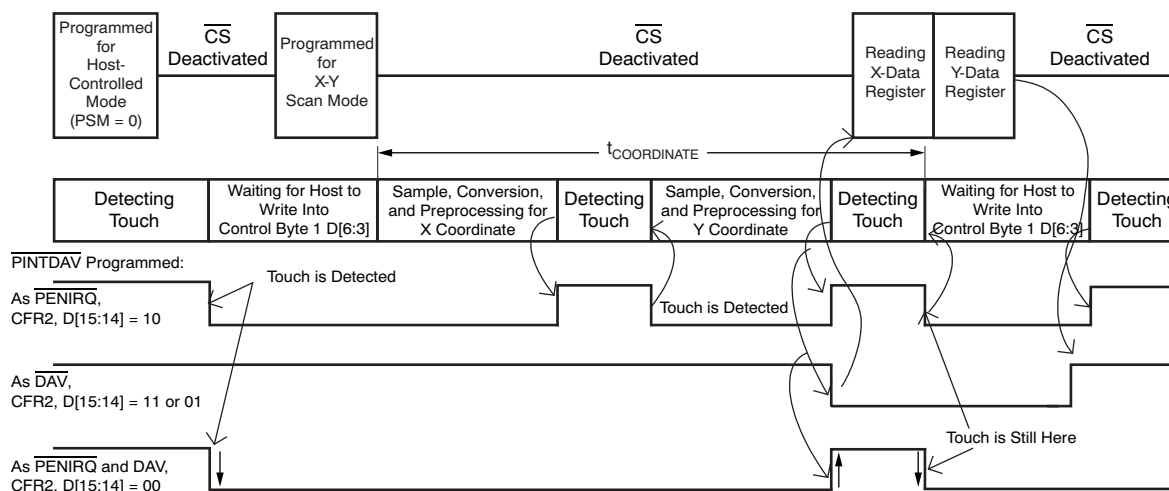 Programmed
for
Host-
Controlled
Mode
(PSM = 0)
CS
Deactivated
Programmed
for
X-Y
Scan Mode
CS
Deactivated
Reading
X-Data
Register
Reading
Y-Data
Register
CS
Deactivated
tCOORDINATE
Detecting
Touch
Waiting for Host to
Write Into
Control Byte 1 D[6:3]
Sample, Conversion,
and Preprocessing for
X Coordinate
Detecting
Touch
Sample, Conversion,
and Preprocessing for
Y Coordinate
Detecting
Touch
Waiting for Host to
Write Into
Control Byte 1 D[6:3]
Detecting
Touch
PINTDAV Programmed:
Touch is Detected
As PENIRQ,
CFR2, D[15:14] = 10
Touch is Detected
As DAV,
CFR2, D[15:14] = 11 or 01
Touch is Still Here
As PENIRQ and DAV,
CFR2, D[15:14] = 00